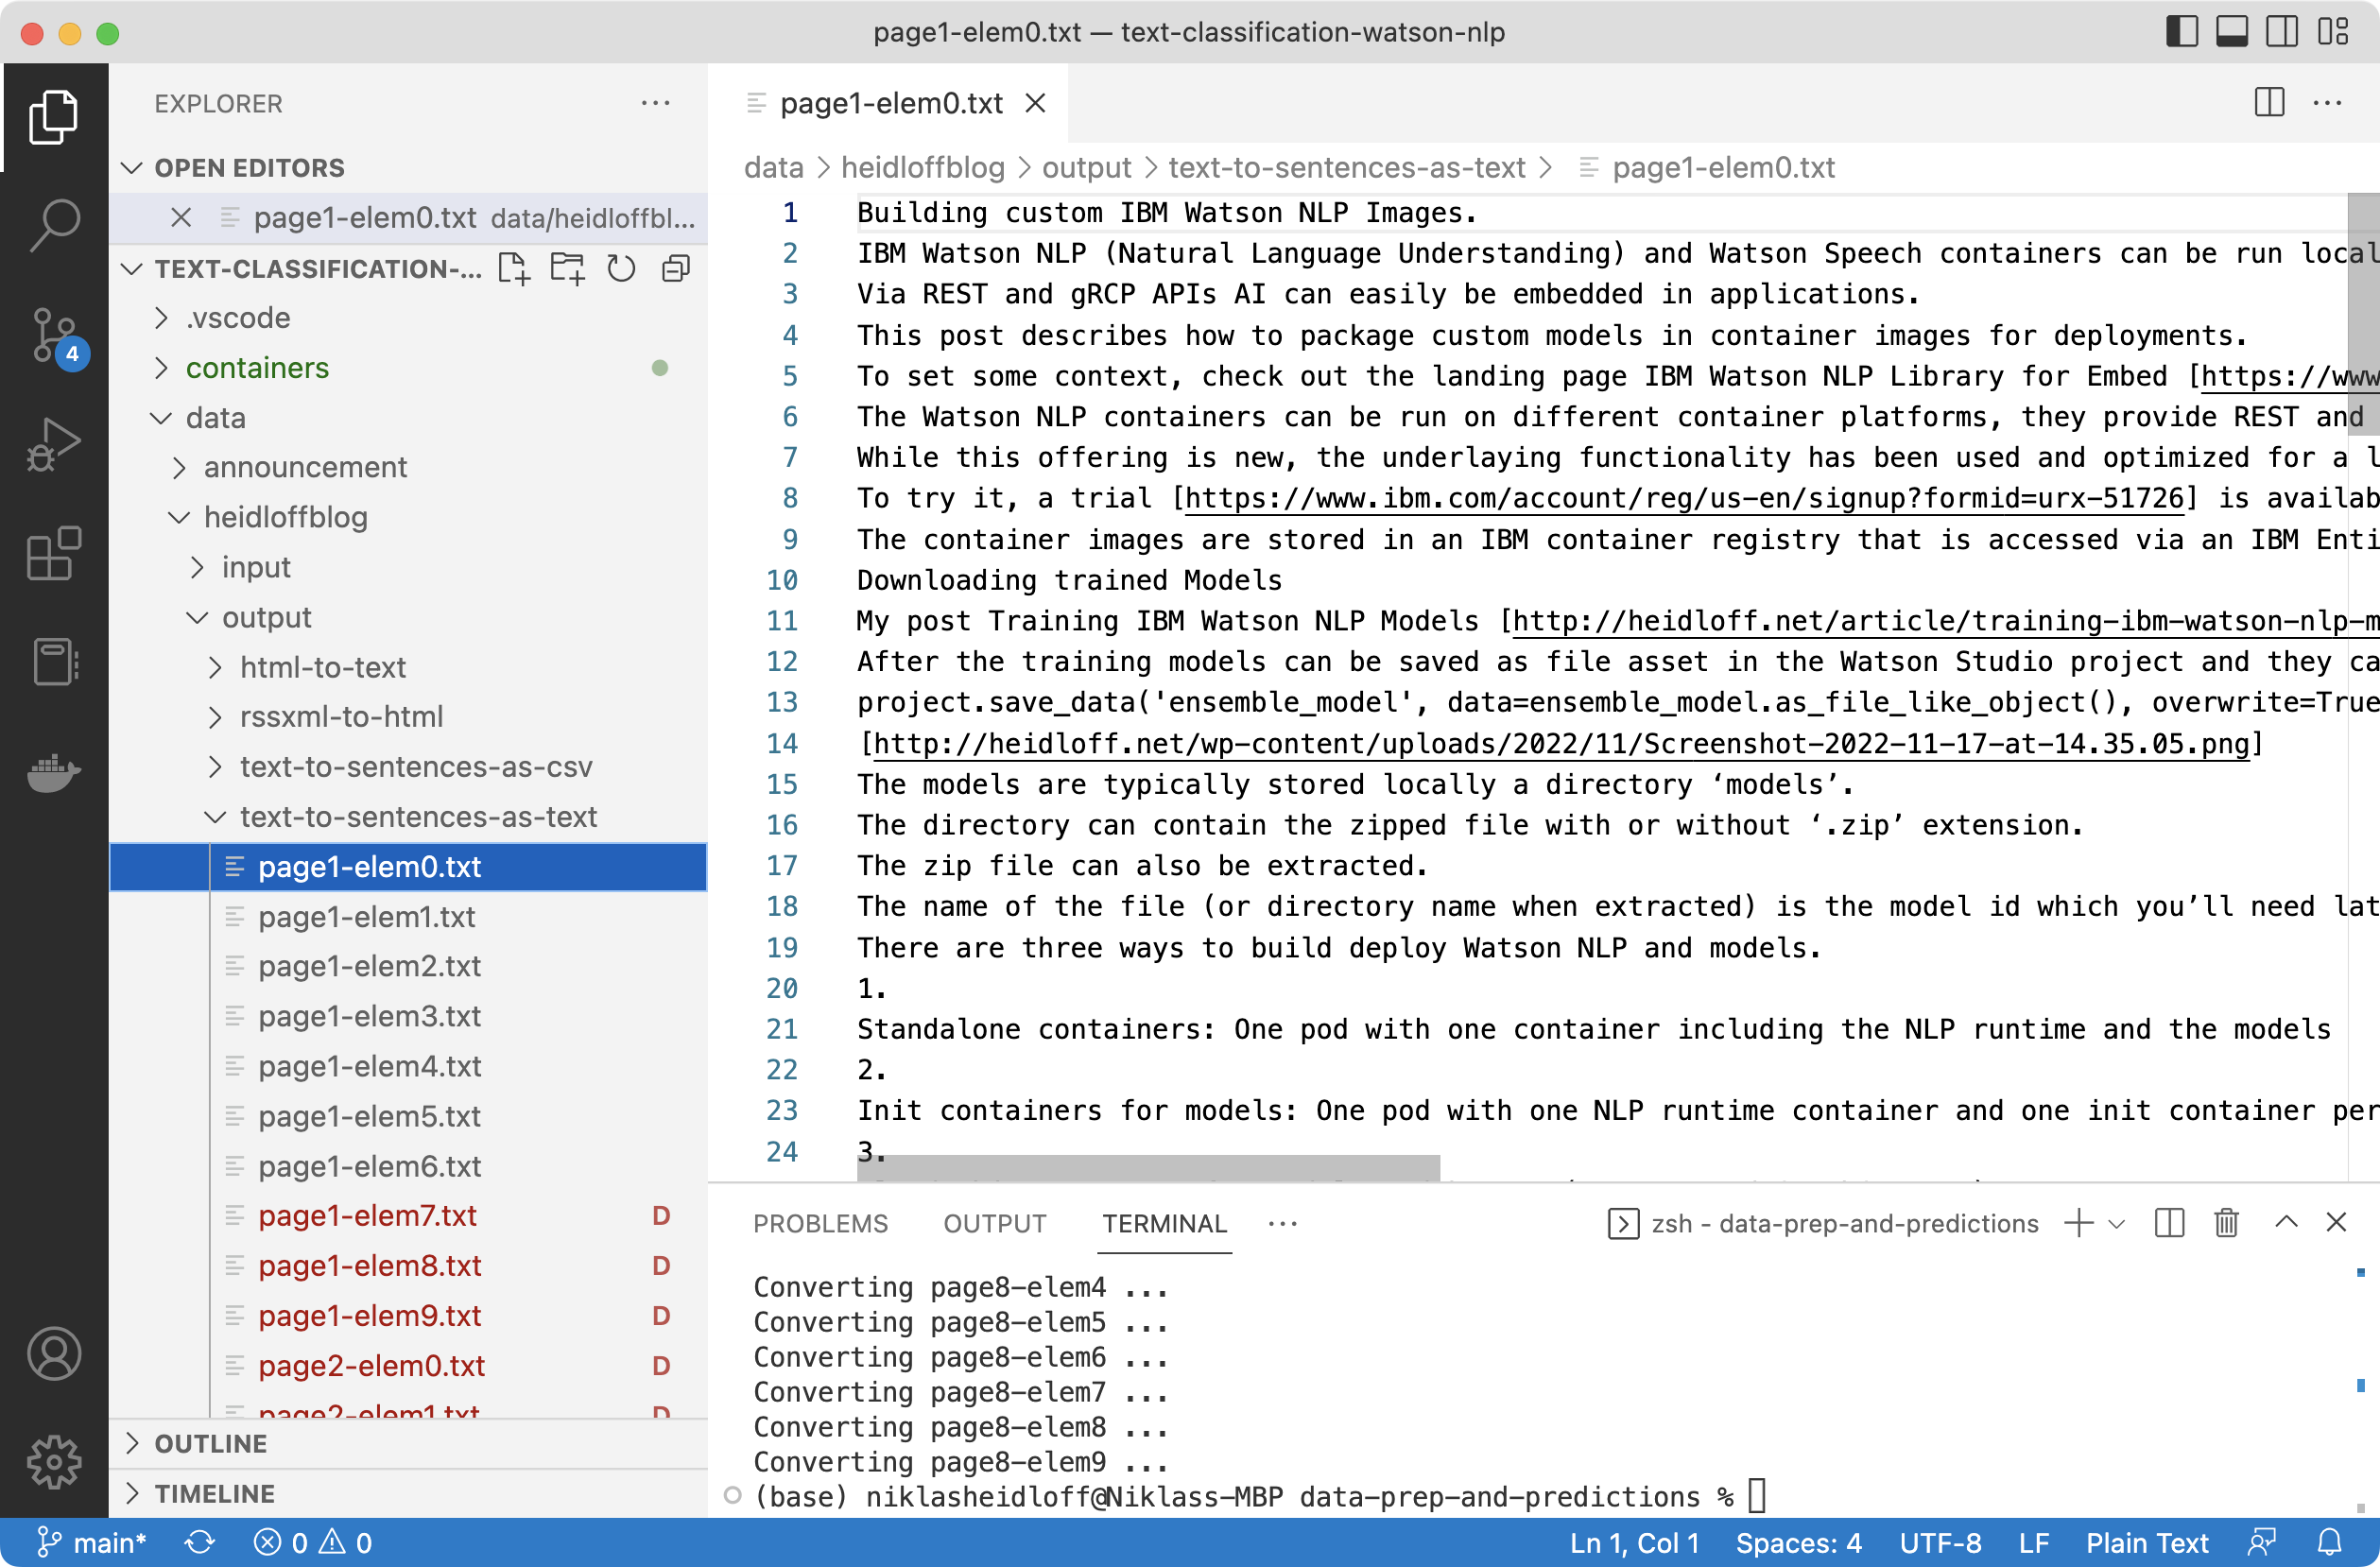 page1-elem0.txt — text-classification-watson-nlp
EXPLORER
OPEN EDITORS
page1-elem0.txt data/heidloffbl...
TEXT-CLASSIFICATION-...
.vscode
containers
data
announcement
heidloffblog
input
output
html-to-text
rssxml-to-html
text-to-sentences-as-csv
text-to-sentences-as-text
page1-elem0.txt
page1-elem1.txt
page1-elem2.txt
page1-elem3.txt
page1-elem4.txt
page1-elem5.txt
page1-elem6.txt
page1-elem7.txt D
page1-elem8.txt D
page1-elem9.txt D
page2-elem0.txt D
page2-elem1.txt D
OUTLINE
TIMELINE
4
page1-elem0.txt
data > heidloffblog > output > text-to-sentences-as-text > page1-elem0.txt
1 Building custom IBM Watson NLP Images.
2 IBM Watson NLP (Natural Language Understanding) and Watson Speech containers can be run local
3 Via REST and gRCP APIs AI can easily be embedded in applications.
4 This post describes how to package custom models in container images for deployments.
5 To set some context, check out the landing page IBM Watson NLP Library for Embed [https://www
6 The Watson NLP containers can be run on different container platforms, they provide REST and
7 While this offering is new, the underlaying functionality has been used and optimized for a l
8 To try it, a trial [https://www.ibm.com/account/reg/us-en/signup?formid=urx-51726] is availab
9 The container images are stored in an IBM container registry that is accessed via an IBM Enti
10 Downloading trained Models
11 My post Training IBM Watson NLP Models [http://heidloff.net/article/training-ibm-watson-nlp-m
12 After the training models can be saved as file asset in the Watson Studio project and they ca
13 project.save_data('ensemble_model', data=ensemble_model.as_file_like_object(), overwrite=True
14 [http://heidloff.net/wp-content/uploads/2022/11/Screenshot-2022-11-17-at-14.35.05.png]
15 The models are typically stored locally a directory ‘models’.
16 The directory can contain the zipped file with or without ‘.zip’ extension.
17 The zip file can also be extracted.
18 The name of the file (or directory name when extracted) is the model id which you’ll need lat
19 There are three ways to build deploy Watson NLP and models.
20 1.
21 Standalone containers: One pod with one container including the NLP runtime and the models
22 2.
23 Init containers for models: One pod with one NLP runtime container and one init container per
24 3.
PROBLEMS OUTPUT TERMINAL zsh - data-prep-and-predictions
Converting page8-elem4 ...
Converting page8-elem5 ...
Converting page8-elem6 ...
Converting page8-elem7 ...
Converting page8-elem8 ...
Converting page8-elem9 ...
(base) niklasheidloff@Niklass-MBP data-prep-and-predictions %
main* 0 0 Ln 1, Col 1 Spaces: 4 UTF-8 LF Plain Text